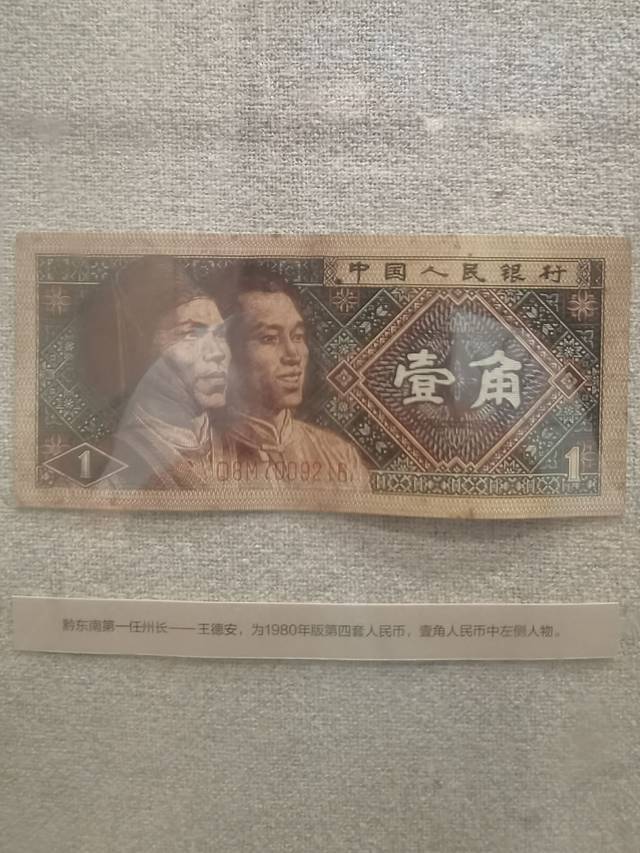 中国人民银行
壹角
1
1
黔东南第一任州长——王德安，为1980年版第四套人民币，壹角人民币中左侧人物。